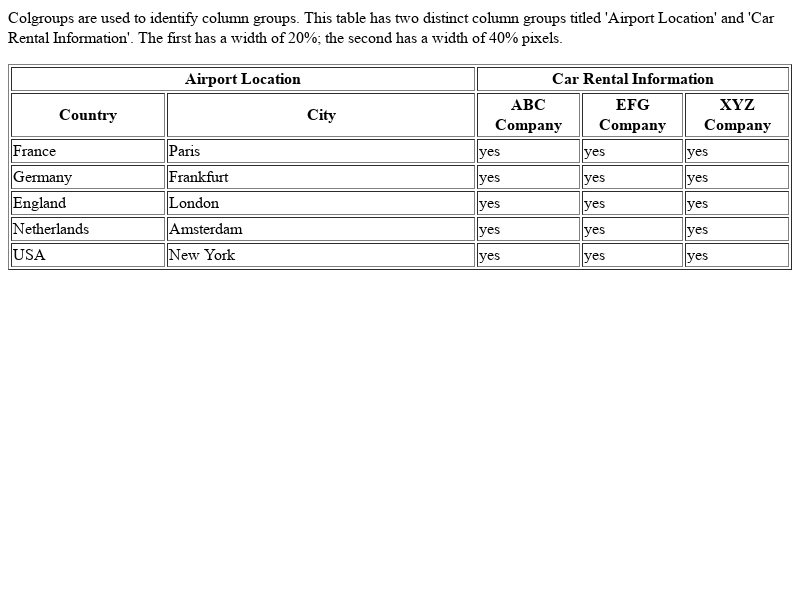 Colgroups are used to identify column groups. This table has two distinct column groups titled 'Airport Location' and 'Car
Rental Information'. The first has a width of 20%; the second has a width of 40% pixels.
Airport Location Car Rental Information
Country City ABC Company EFG Company XYZ Company
France Paris yes yes yes
Germany Frankfurt yes yes yes
England London yes yes yes
Netherlands Amsterdam yes yes yes
USA New York yes yes yes